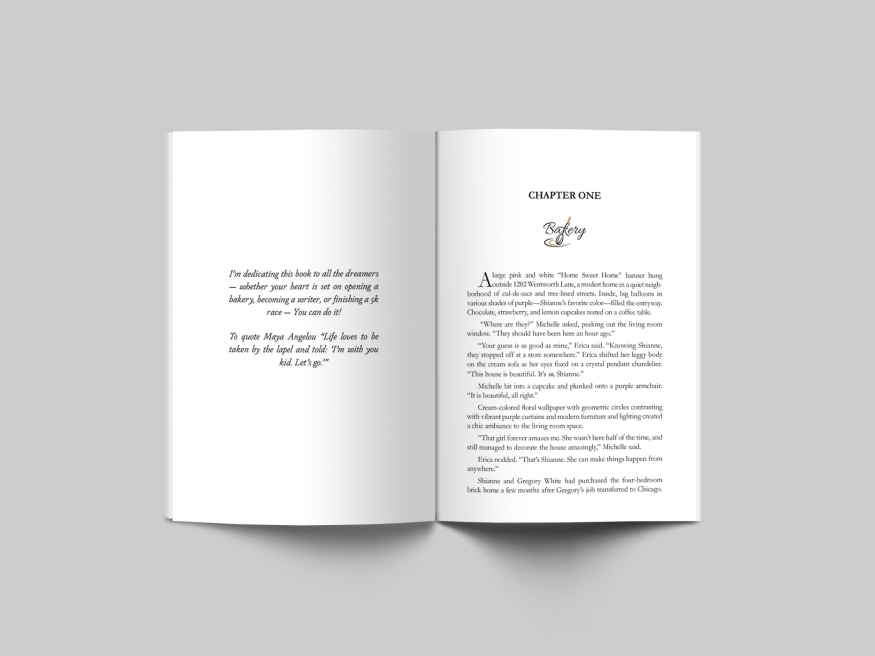 I'm dedicating this book to all the dreamers
— whether your heart is set on opening a
bakery, becoming a writer, or finishing a 5k
race — You can do it!
To quote Maya Angelou “Life loves to be
taken by the lapel and told: ‘I'm with you
kid. Let's go.’”
CHAPTER ONE
Bakery
A large pink and white “Home Sweet Home” banner hung
outside 1202 Wentworth Lane, a modest home in a quiet neigh-
borhood of cul-de-sacs and tree-lined streets. Inside, big balloons in
various shades of purple—Shianne's favorite color—filled the entryway.
Chocolate, strawberry, and lemon cupcakes rested on a coffee table.
“Where are they?” Michelle asked, peeking out the living room
window. “They should have been here an hour ago.”
“Your guess is as good as mine,” Erica said. “Knowing Shianne,
they stopped off at a store somewhere.” Erica shifted her leggy body
on the cream sofa as her eyes fixed on a crystal pendant chandelier.
“This house is beautiful. It's so, Shianne.”
Michelle bit into a cupcake and plunked onto a purple armchair.
“It is beautiful, all right.”
Cream-colored floral wallpaper with geometric circles contrasting
with vibrant purple curtains and modern furniture and lighting created
a chic ambiance to the living room space.
“That girl forever amazes me. She wasn't here half of the time, and
still managed to decorate the house amazingly,” Michelle said.
Erica nodded. “That's Shianne. She can make things happen from
anywhere.”
Shianne and Gregory White had purchased the four-bedroom
brick home a few months after Gregory's job transferred to Chicago.